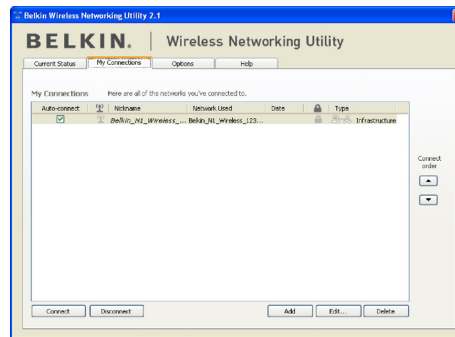 Belkin Wireless Networking Utility 2.1
BELKIN. | Wireless Networking Utility
Current Status My Connections Options Help
My Connections Here are all of the networks you've connected to.
Auto-connect Nickname Network Used Date Type
Belkin_N1_Wireless_... Belkin_N1_Wireless_123... Infrastructure
Connect
order
Connect Disconnect Add Edit... Delete